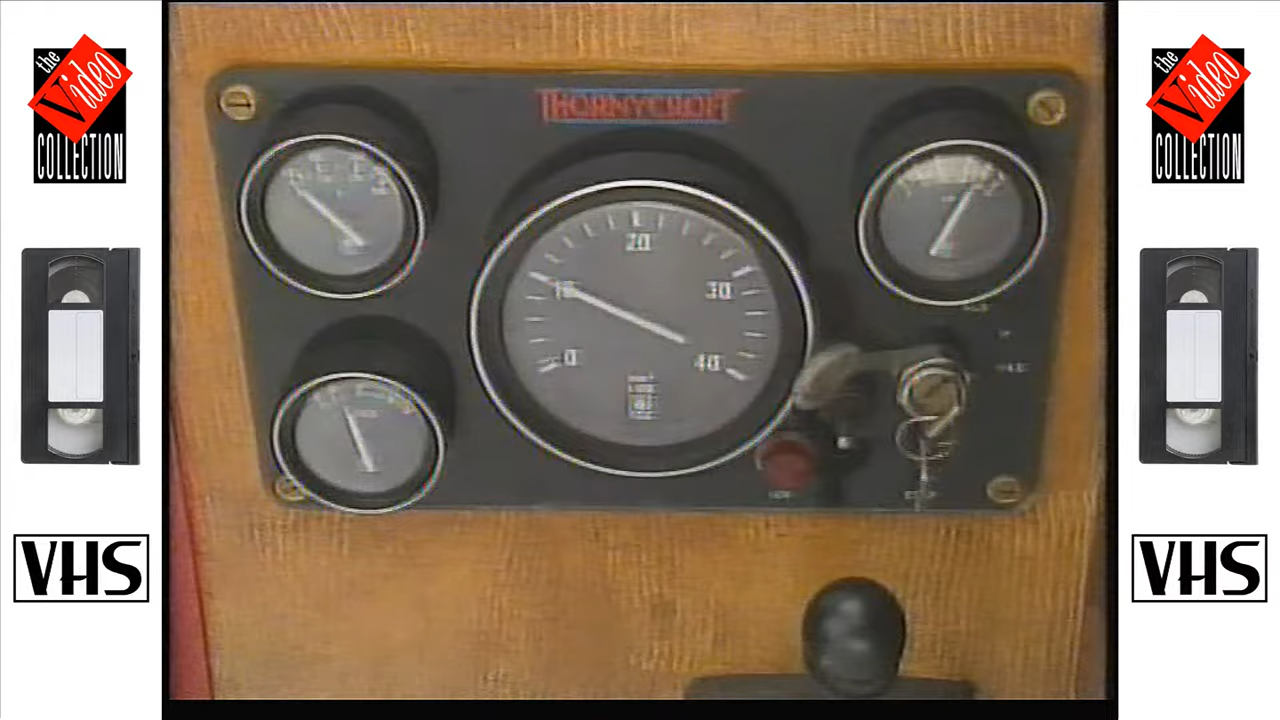 the
Video
COLLECTION
VHS
THORNYCROFT
0
10
20
30
40
the
Video
COLLECTION
VHS